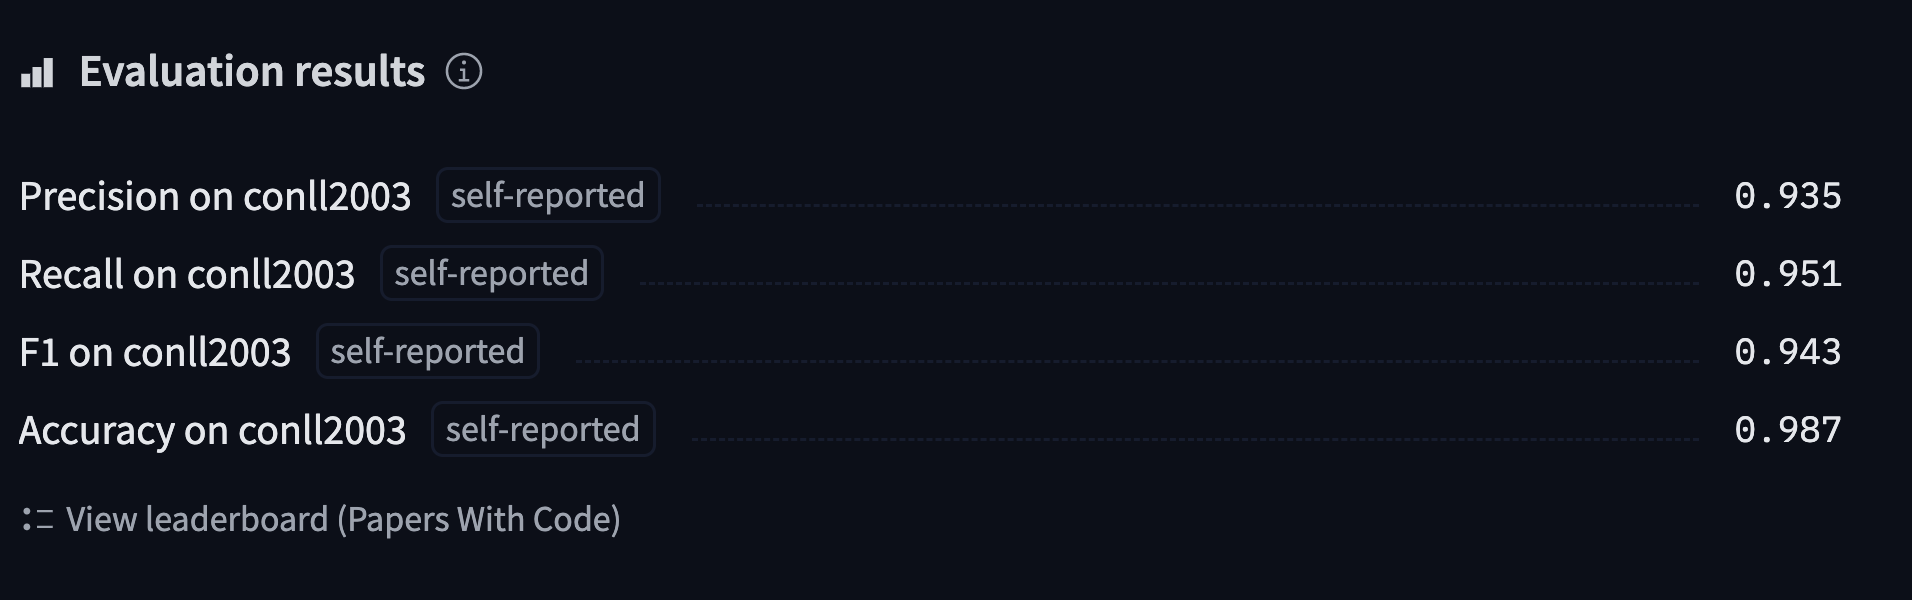 Evaluation results
Precision on conll2003 self-reported 0.935
Recall on conll2003 self-reported 0.951
F1 on conll2003 self-reported 0.943
Accuracy on conll2003 self-reported 0.987
View leaderboard (Papers With Code)